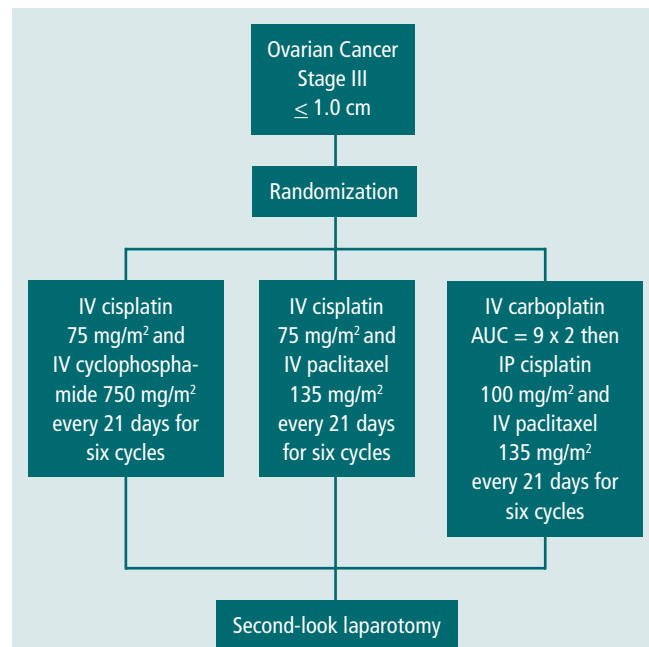 Ovarian Cancer
Stage III
≤ 1.0 cm
Randomization
IV cisplatin
75 mg/m² and
IV cyclophospha-
mide 750 mg/m²
every 21 days for
six cycles
IV cisplatin
75 mg/m² and
IV paclitaxel
135 mg/m²
every 21 days
for six cycles
IV carboplatin
AUC = 9 x 2 then
IP cisplatin
100 mg/m² and
IV paclitaxel
135 mg/m²
every 21 days for
six cycles
Second-look laparotomy